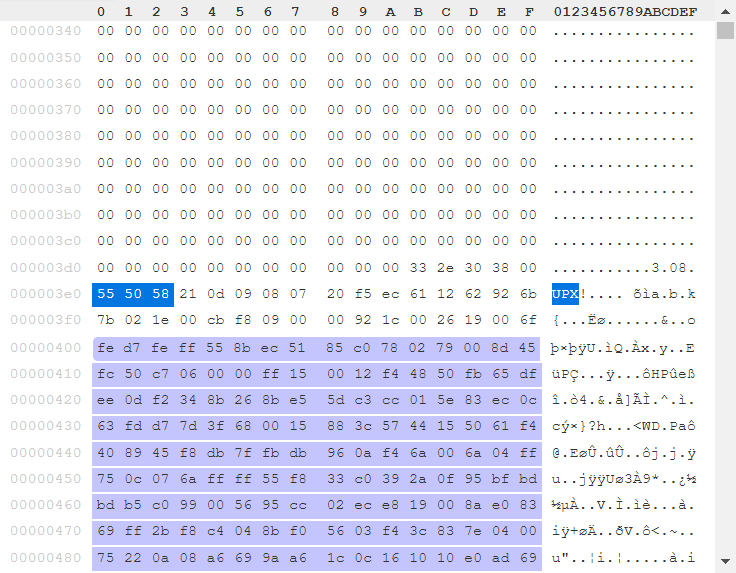 0 1 2 3 4 5 6 7 8 9 A B C D E F 0123456789ABCDEF
00000340 00 00 00 00 00 00 00 00 00 00 00 00 00 00 00 00 ................
00000350 00 00 00 00 00 00 00 00 00 00 00 00 00 00 00 00 ................
00000360 00 00 00 00 00 00 00 00 00 00 00 00 00 00 00 00 ................
00000370 00 00 00 00 00 00 00 00 00 00 00 00 00 00 00 00 ................
00000380 00 00 00 00 00 00 00 00 00 00 00 00 00 00 00 00 ................
00000390 00 00 00 00 00 00 00 00 00 00 00 00 00 00 00 00 ................
000003a0 00 00 00 00 00 00 00 00 00 00 00 00 00 00 00 00 ................
000003b0 00 00 00 00 00 00 00 00 00 00 00 00 00 00 00 00 ................
000003c0 00 00 00 00 00 00 00 00 00 00 00 00 00 00 00 00 ................
000003d0 00 00 00 00 00 00 00 00 00 00 00 33 2e 30 38 00 ...........3.08.
000003e0 55 50 58 21 0d 09 08 07 20 f5 ec 61 12 62 92 6b UPX!.... õìa.b.k
000003f0 7b 02 1e 00 cb f8 09 00 00 92 1c 00 26 19 00 6f {...Ëø......&..o
00000400 fe d7 fe ff 55 8b ec 51 85 c0 78 02 79 00 8d 45 þ×þÿU.ìQ.Àx.y..E
00000410 fc 50 c7 06 00 00 ff 15 00 12 f4 48 50 fb 65 df üPÇ...ÿ...ôHPûeß
00000420 ee 0d f2 34 8b 26 8b e5 5d c3 cc 01 5e 83 ec 0c î.ò4.&.å]ÃÌ.^.ì.
00000430 63 fd d7 7d 3f 68 00 15 88 3c 57 44 15 50 61 f4 cý×}?h...<WD.Paô
00000440 40 89 45 f8 db 7f fb db 96 0a f4 6a 00 6a 04 ff @.EøÛ.ûÛ..ôj.j.ÿ
00000450 75 0c 07 6a ff ff 55 f8 33 c0 39 2a 0f 95 bf bd u..jÿÿUø3À9*..¿½
00000460 bd b5 c0 99 00 56 95 cc 02 ec e8 19 00 8a e0 83 ½µÀ..V.Ì.ìè...à.
00000470 69 ff 2b f8 c4 04 8b f0 56 03 f4 3c 83 7e 04 00 iÿ+øÄ..ðV.ô<.~..
00000480 75 22 0a 08 a6 69 9a a6 1c 0c 16 10 10 e0 ad 69 u"..¦i.¦.....à.i